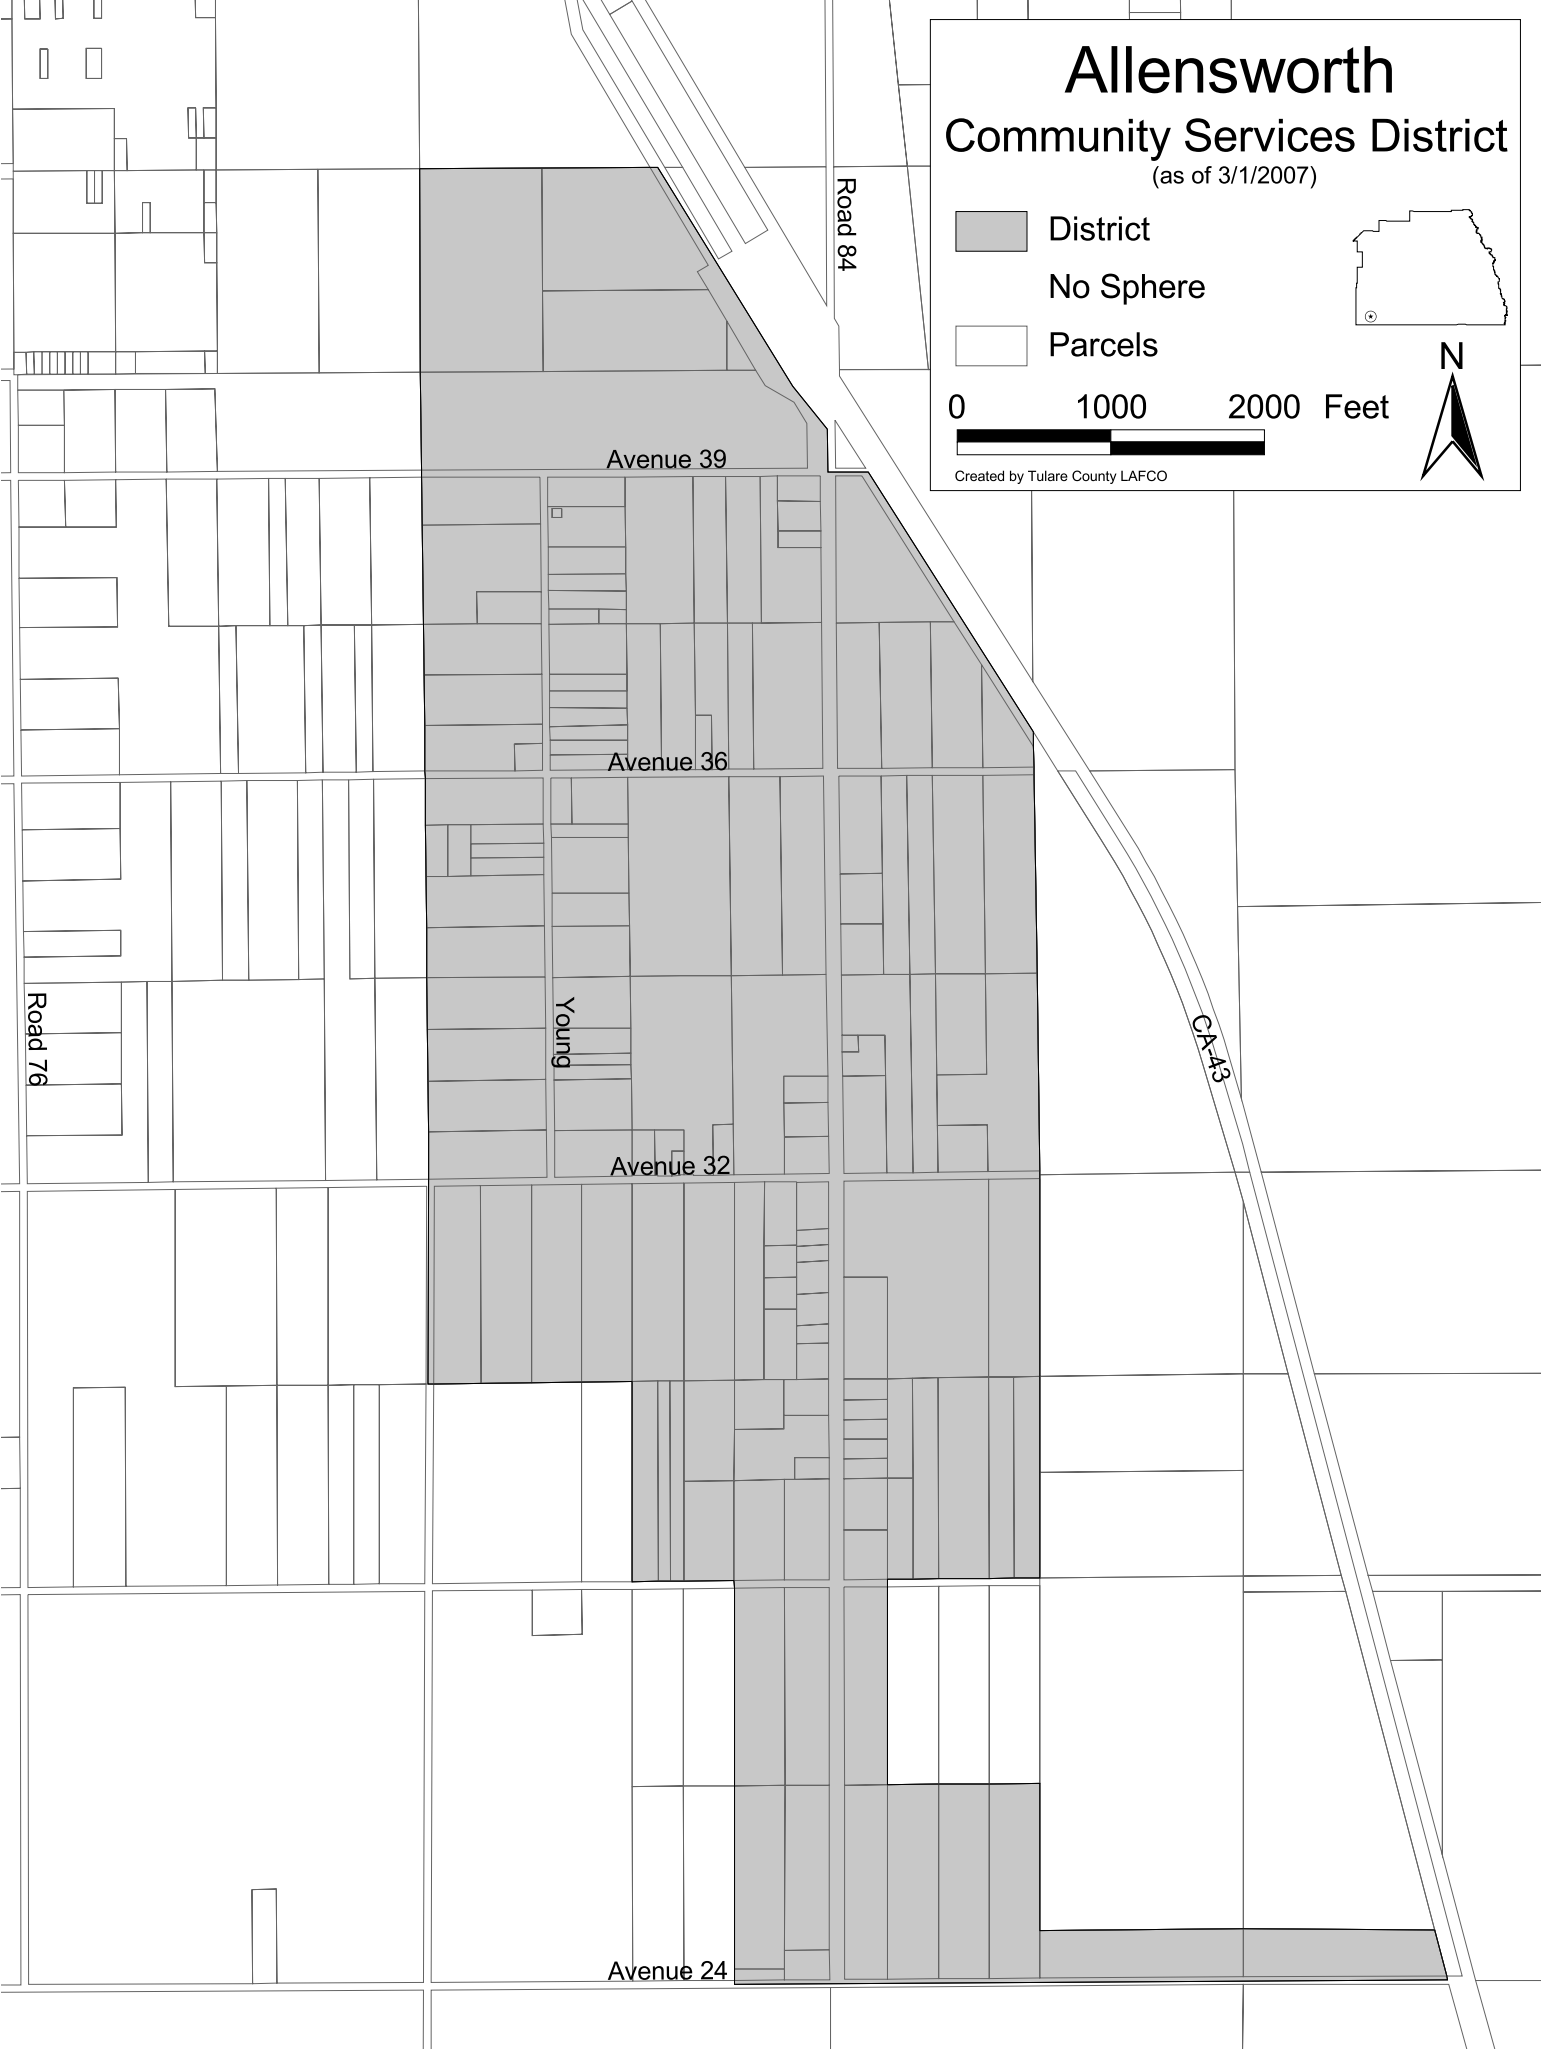 Allensworth
Community Services District
(as of 3/1/2007)
District
No Sphere
Parcels
N
0 1000 2000 Feet
Created by Tulare County LAFCO
Road 84
Avenue 39
Avenue 36
Road 76
Young
CA-43
Avenue 32
Avenue 24